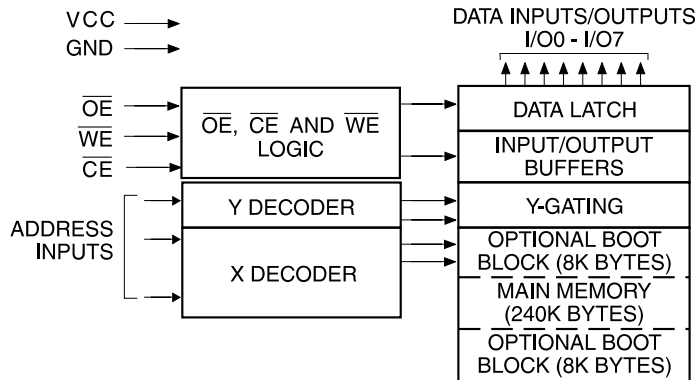 VCC
GND
OE
WE
CE
ADDRESS
INPUTS
OE, CE AND WE
LOGIC
Y DECODER
X DECODER
DATA INPUTS/OUTPUTS
I/O0 - I/O7
DATA LATCH
INPUT/OUTPUT
BUFFERS
Y-GATING
OPTIONAL BOOT
BLOCK (8K BYTES)
MAIN MEMORY
(240K BYTES)
OPTIONAL BOOT
BLOCK (8K BYTES)